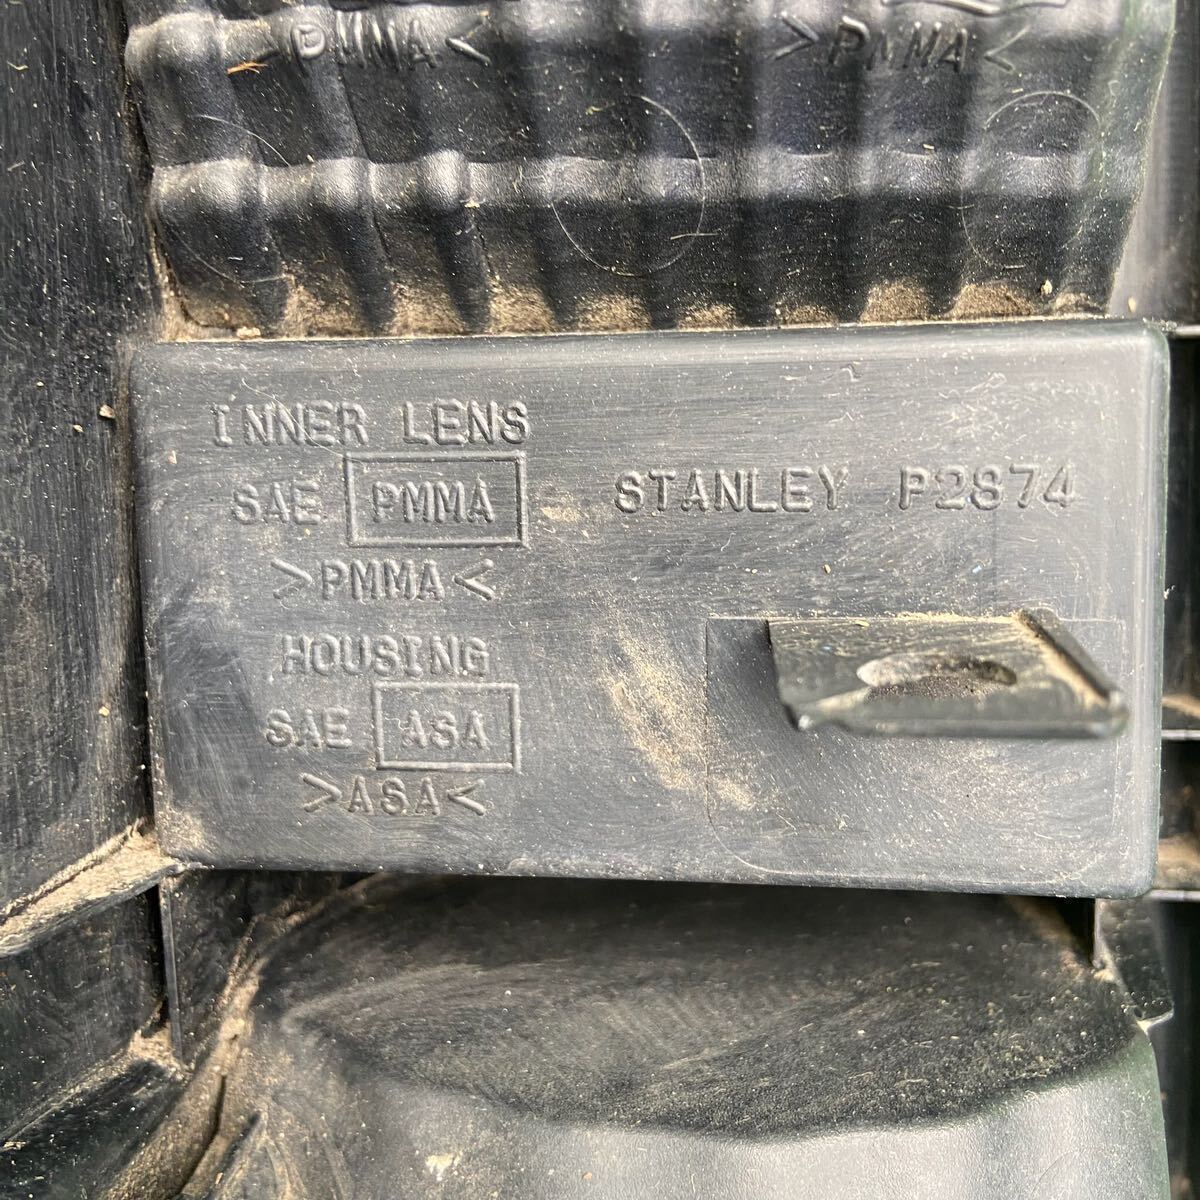 >PMMA< >PMMA<
INNER LENS
SAE PMMA
>PMMA<
STANLEY P2874
HOUSING
SAE ASA
>ASA<